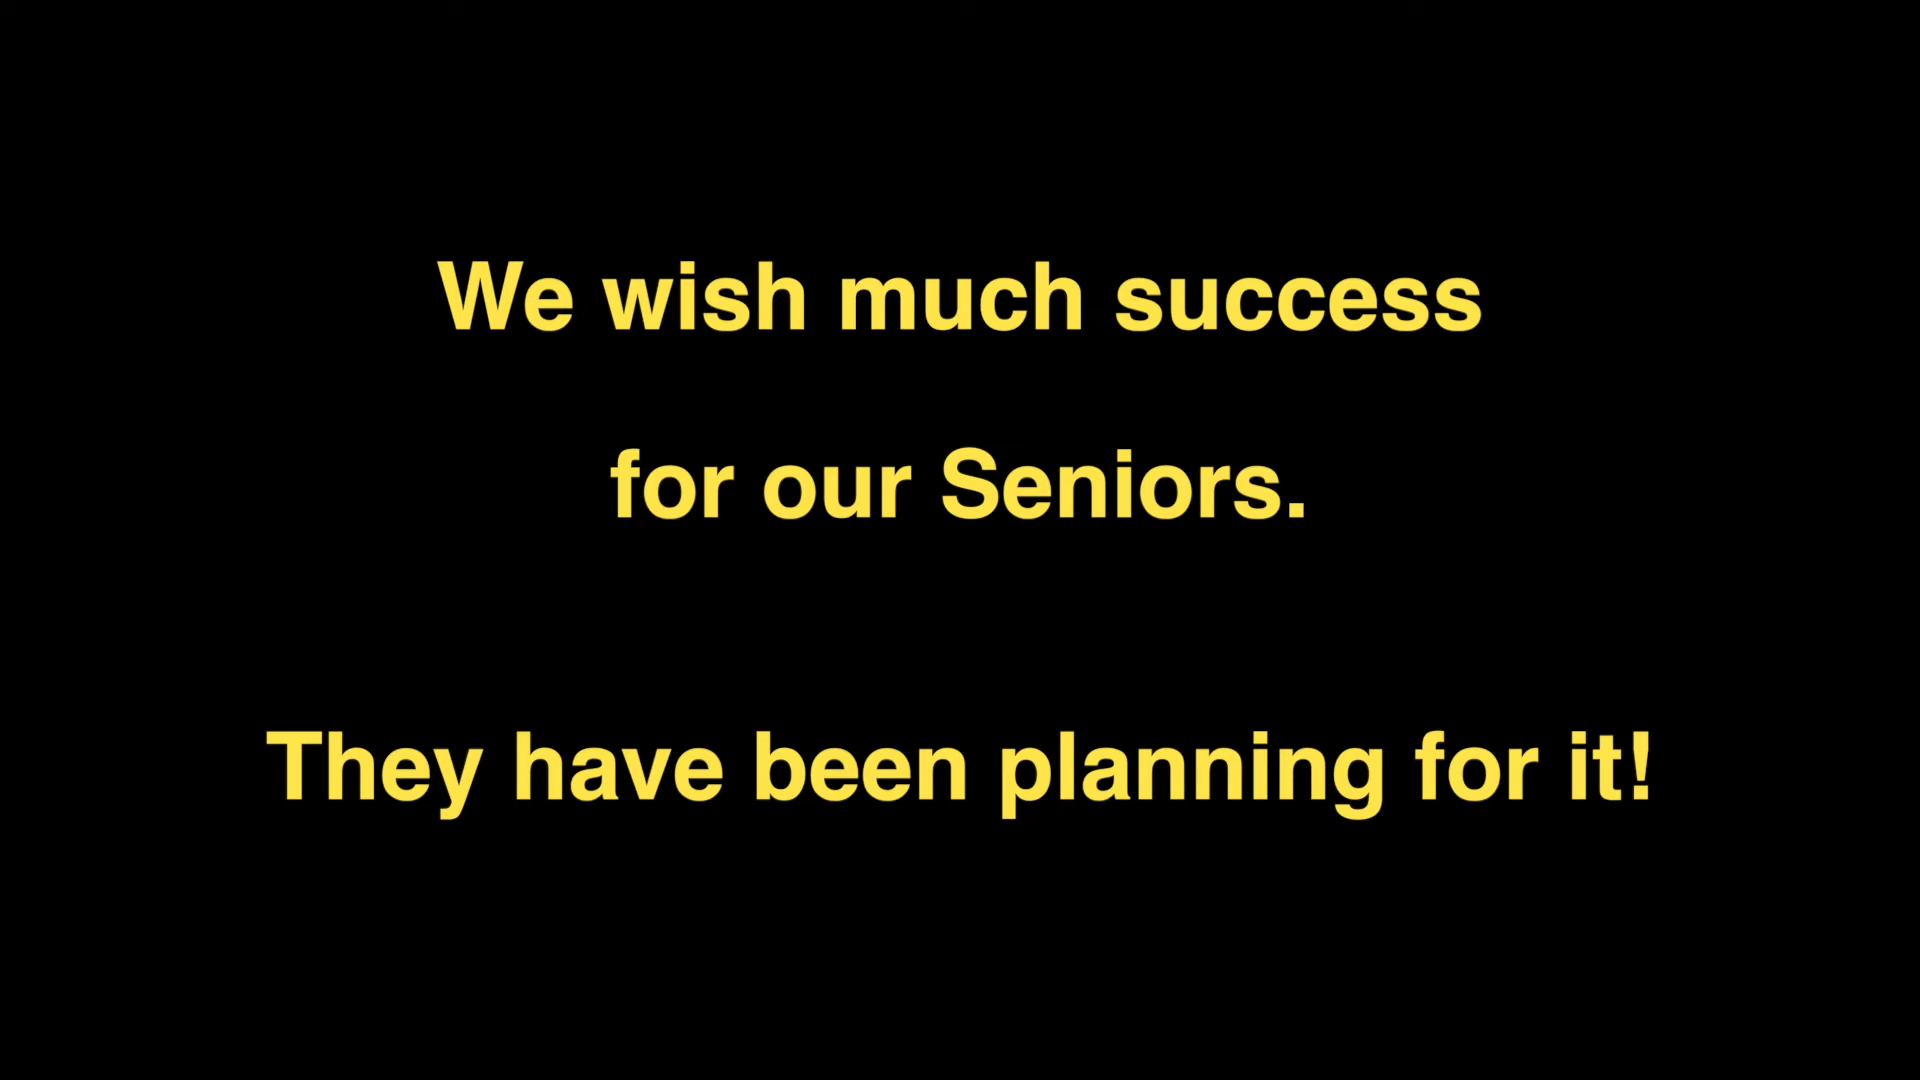 We wish much success
for our Seniors.
They have been planning for it!